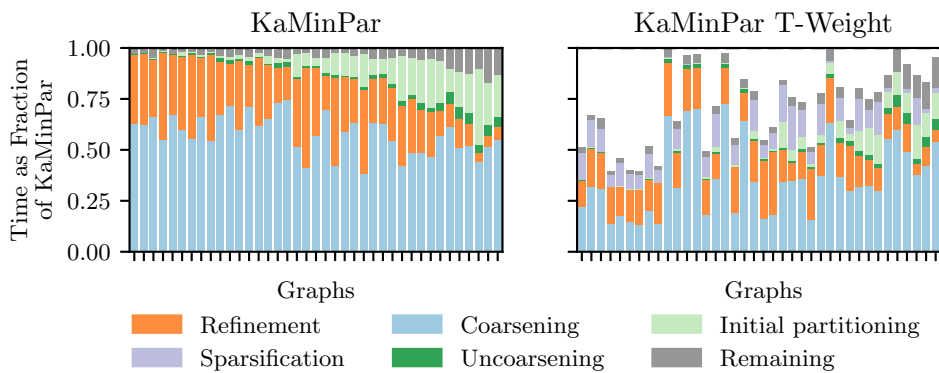 KaMinPar
KaMinPar T-Weight
Time as Fraction
of KaMinPar
1.00
0.75
0.50
0.25
0.00
Graphs
Graphs
Refinement
Coarsening
Initial partitioning
Sparsification
Uncoarsening
Remaining